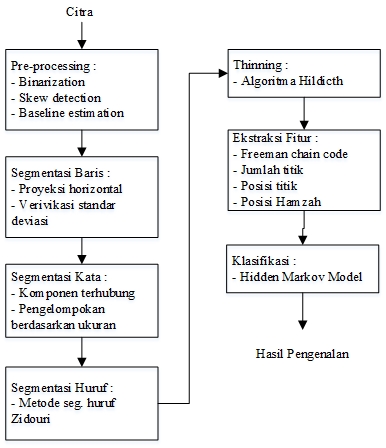 Citra
Pre-processing :
- Binarization
- Skew detection
- Baseline estimation
Segmentasi Baris :
- Proyeksi horizontal
- Verivikasi standar
deviasi
Segmentasi Kata :
- Komponen terhubung
- Pengelompokan
berdasarkan ukuran
Segmentasi Huruf :
- Metode seg. huruf
Zidouri
Thinning :
- Algoritma Hildicth
Ekstraksi Fitur :
- Freeman chain code
- Jumlah titik
- Posisi titik
- Posisi Hamzah
Klasifikasi :
- Hidden Markov Model
Hasil Pengenalan